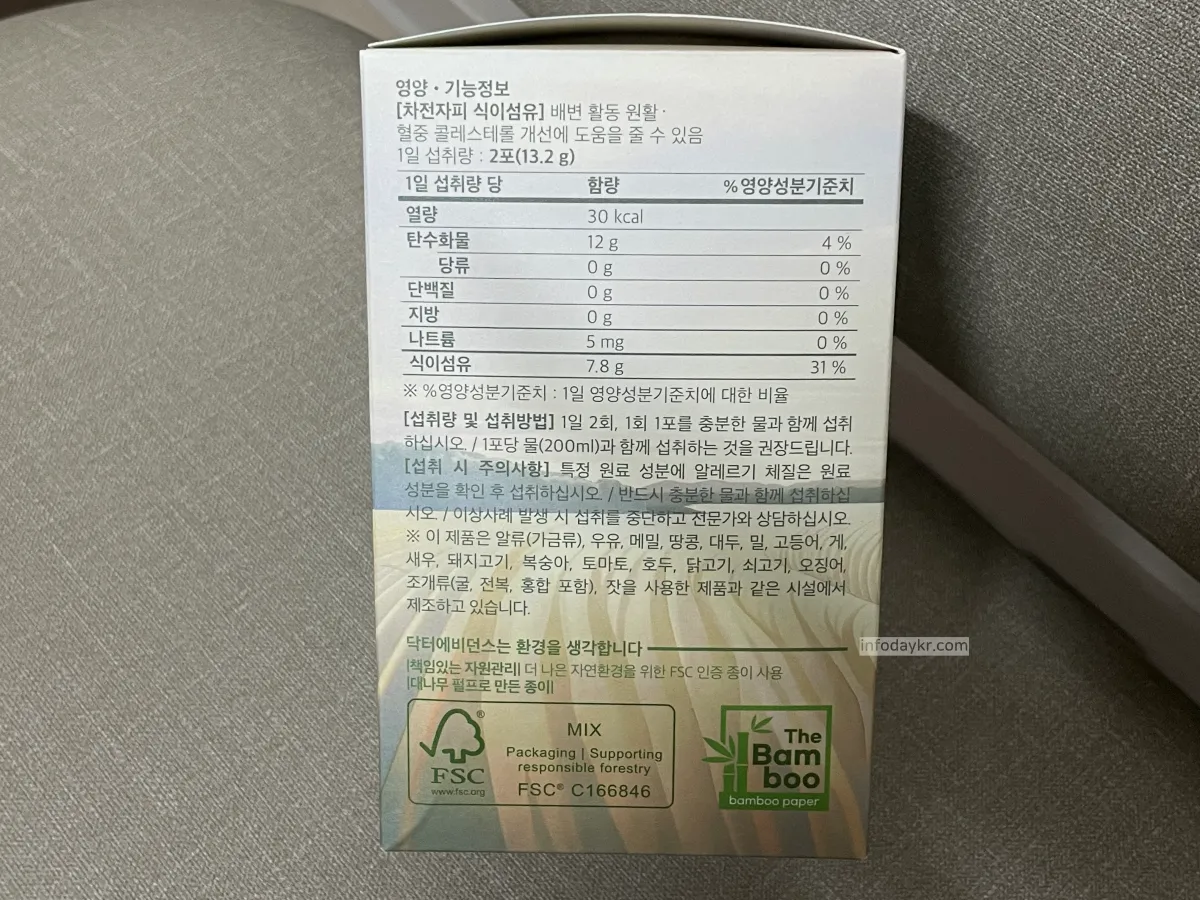 영양・기능정보
[차전자피 식이섬유] 배변 활동 원활·
혈중 콜레스테롤 개선에 도움을 줄 수 있음
1일 섭취량 : 2포(13.2 g)
1일 섭취량 당 함량 %영양성분기준치
열량 30 kcal
탄수화물 12 g 4 %
당류 0 g 0 %
단백질 0 g 0 %
지방 0 g 0 %
나트륨 5 mg 0 %
식이섬유 7.8 g 31 %
※ %영양성분기준치 : 1일 영양성분기준치에 대한 비율
[섭취량 및 섭취방법] 1일 2회, 1회 1포를 충분한 물과 함께 섭취
하십시오. / 1포당 물(200ml)과 함께 섭취하는 것을 권장드립니다.
[섭취 시 주의사항] 특정 원료 성분에 알레르기 체질은 원료
성분을 확인 후 섭취하십시오. / 반드시 충분한 물과 함께 섭취하십
시오. / 이상사례 발생 시 섭취를 중단하고 전문가와 상담하십시오.
※ 이 제품은 알류(가금류), 우유, 메밀, 땅콩, 대두, 밀, 고등어, 게,
새우, 돼지고기, 복숭아, 토마토, 호두, 닭고기, 쇠고기, 오징어,
조개류(굴, 전복, 홍합 포함), 잣을 사용한 제품과 같은 시설에서
제조하고 있습니다.
닥터에비던스는 환경을 생각합니다
infodaykr.com
|책임있는 자원관리| 더 나은 자연환경을 위한 FSC 인증 종이 사용
|대나무 펄프로 만든 종이|
®
FSC
www.fsc.org
MIX
Packaging | Supporting
responsible forestry
FSC® C166846
The
Bam
boo
bamboo paper